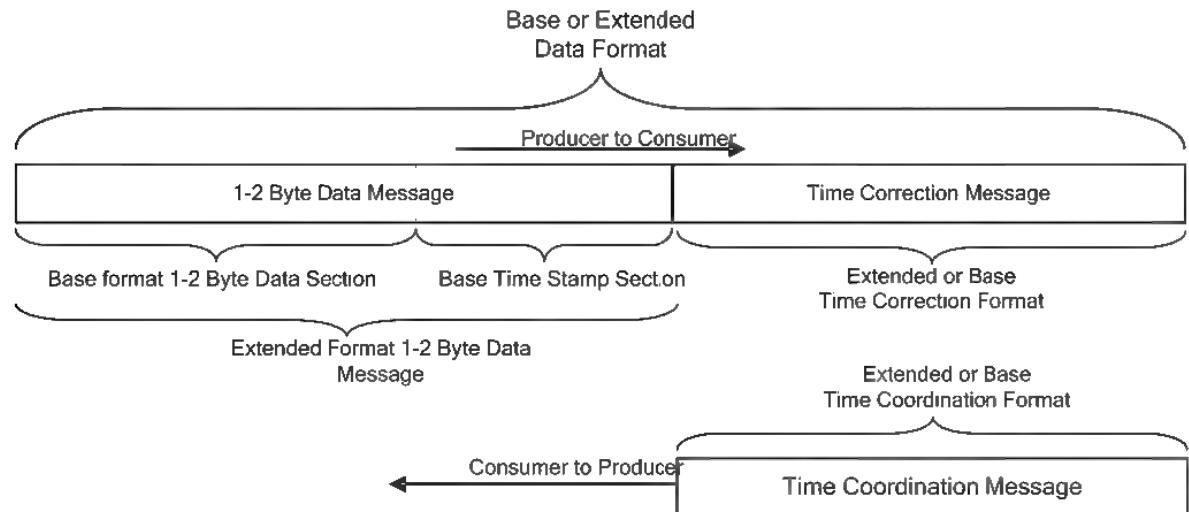 Base or Extended
Data Format
Producer to Consumer
1-2 Byte Data Message
Time Correction Message
Base format 1-2 Byte Data Section
Base Time Stamp Section
Extended or Base
Time Correction Format
Extended Format 1-2 Byte Data
Message
Extended or Base
Time Coordination Format
Consumer to Producer
Time Coordination Message